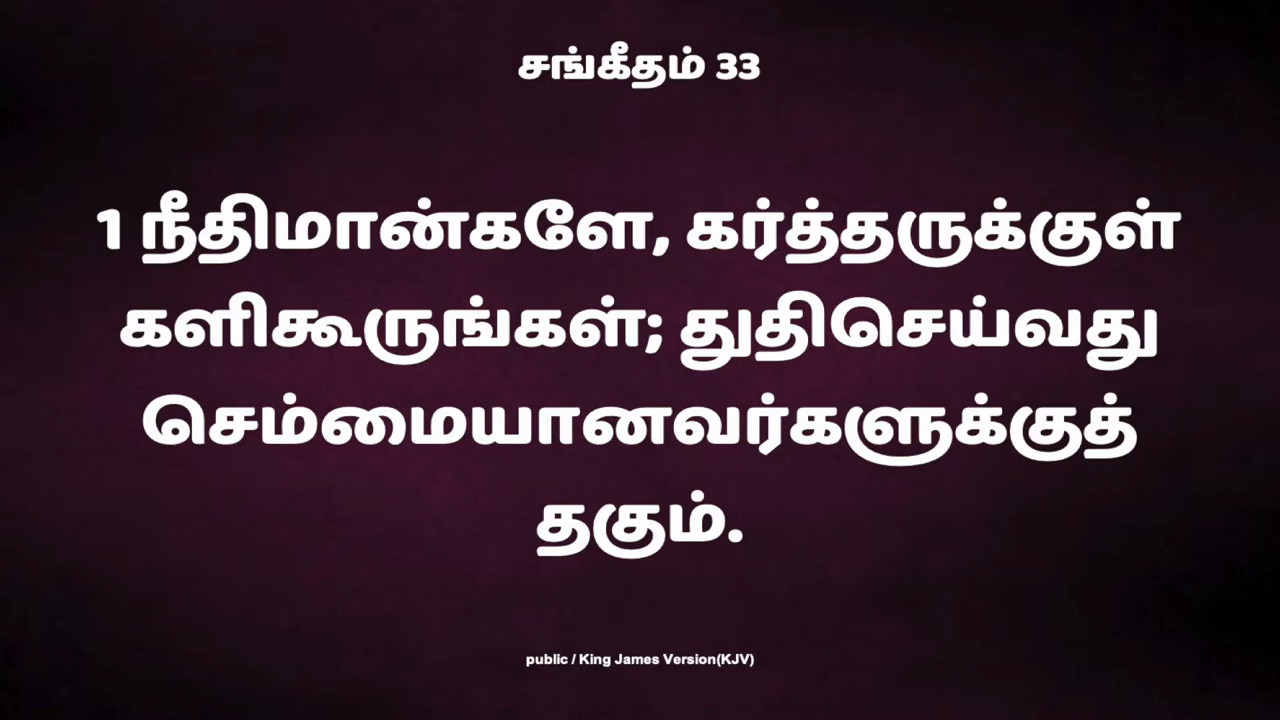 சங்கீதம் 33
1 நீதிமான்களே, கர்த்தருக்குள்
களிகூருங்கள்; துதிசெய்வது
செம்மையானவர்களுக்குத்
தகும்.
public / King James Version(KJV)